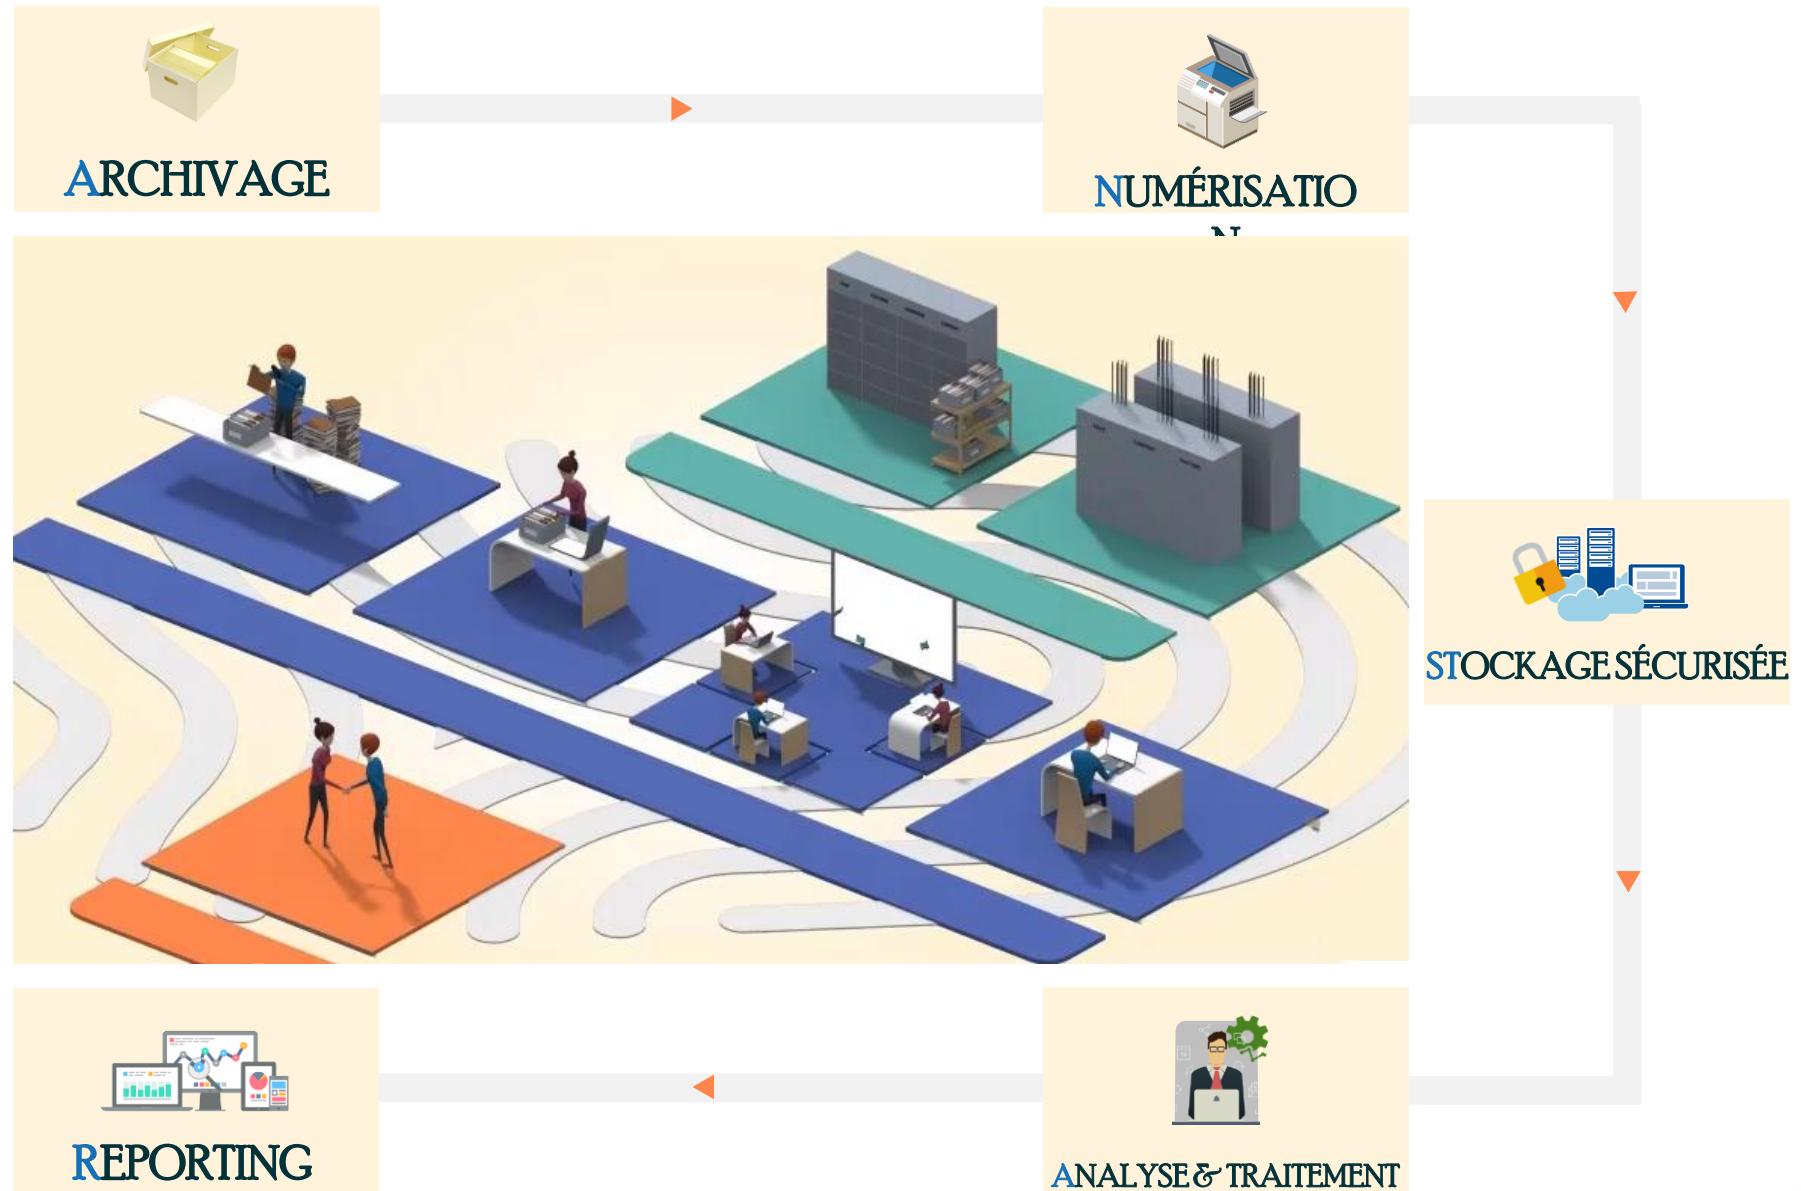 ARCHIVAGE
NUMÉRISATIO
N
STOCKAGE SÉCURISÉE
REPORTING
ANALYSE & TRAITEMENT